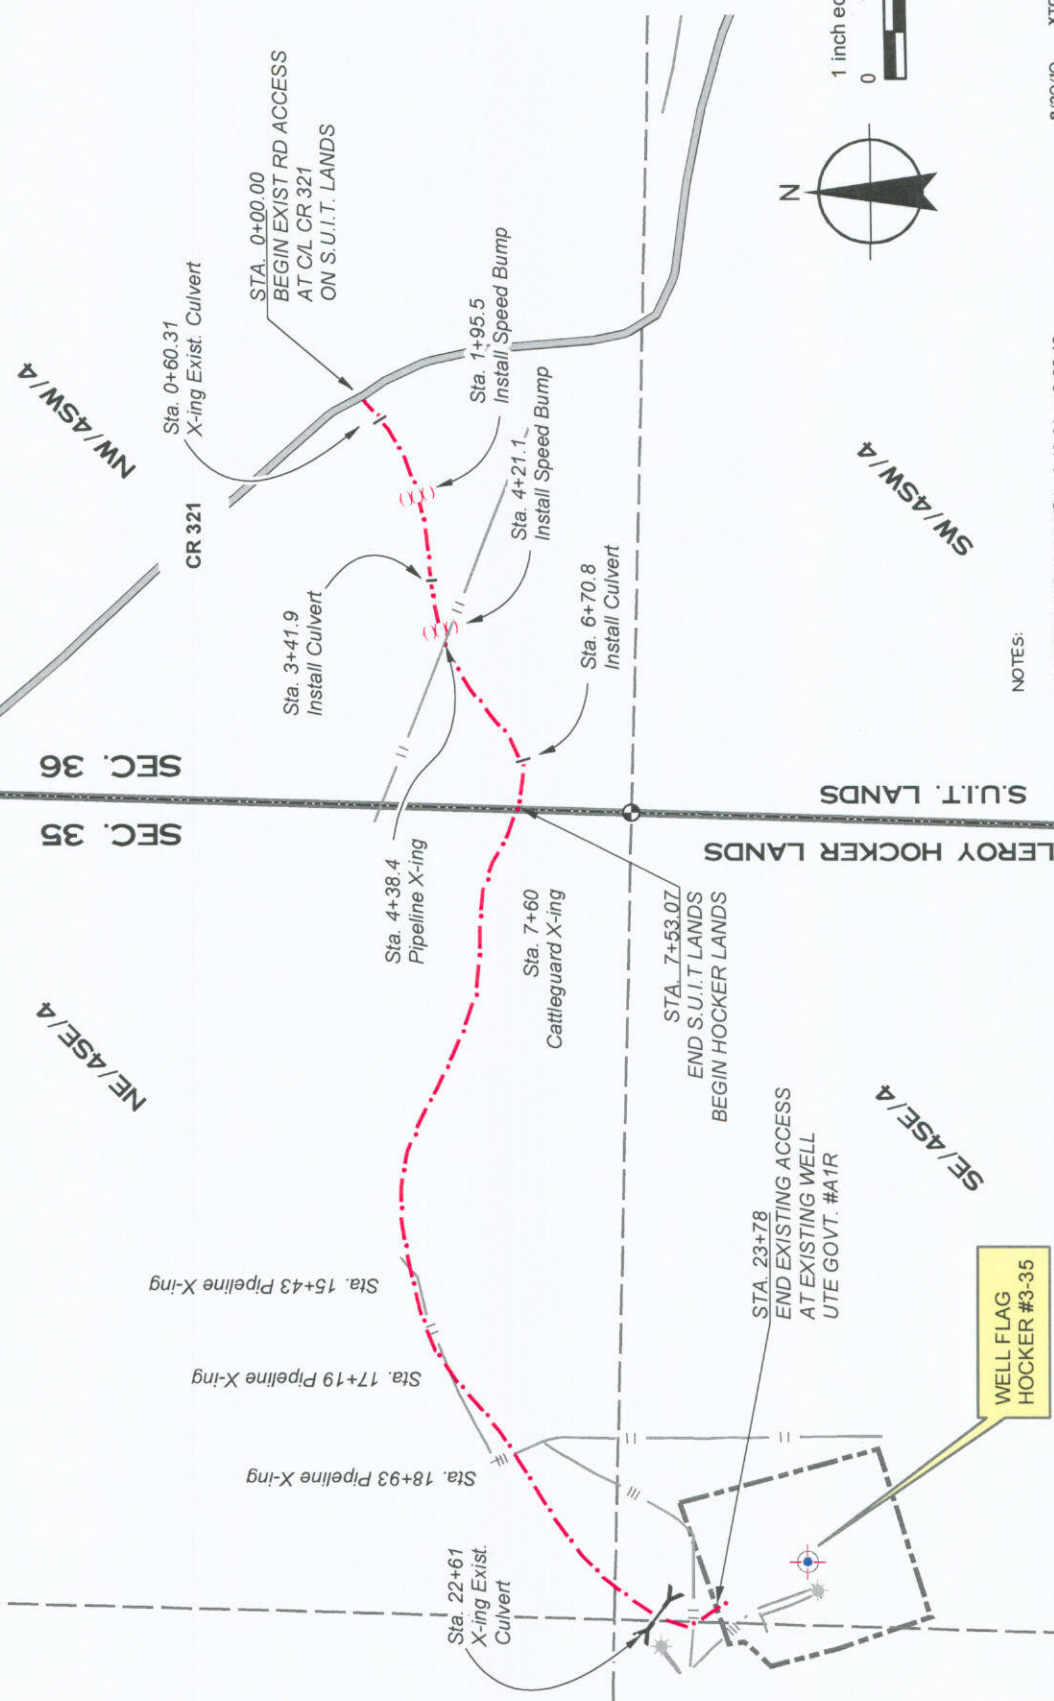 NW/4SW/4
Sta. 0+60.31
X-ing Exist. Culvert
STA. 0+00.00
BEGIN EXIST RD ACCESS
AT C/L CR 321
ON S.U.I.T. LANDS
1 inch
0
N
CR 321
Sta. 1+95.5
Install Speed Bump
Sta. 4+21.1
Install Speed Bump
Sta. 3+41.9
Install Culvert
Sta. 6+70.8
Install Culvert
SW/4SW/4
NOTES:
SEC. 36
SEC. 35
S.U.I.T. LANDS
LEROY HOCKER LANDS
Sta. 4+38.4
Pipeline X-ing
Sta. 7+60
Cattleguard X-ing
STA. 7+53.07
END S.U.I.T LANDS
BEGIN HOCKER LANDS
NE/4SE/4
SE/4SE/4
Sta. 15+43 Pipeline X-ing
Sta. 17+19 Pipeline X-ing
Sta. 18+93 Pipeline X-ing
STA. 23+78
END EXISTING ACCESS
AT EXISTING WELL
UTE GOVT. #A1R
WELL FLAG
HOCKER #3-35
Sta. 22+61
X-ing Exist.
Culvert